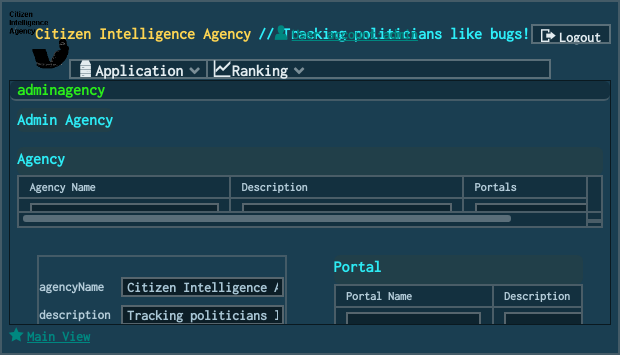 Citizen
Intelligence
Agency
Citizen Intelligence Agency // Tracking politicians like bugs!
Logout
Application Ranking
adminagency
Admin Agency
Agency
Agency Name Description Portals
Portal
agencyName Citizen Intelligence A
Portal Name Description
description Tracking politicians l
Main View